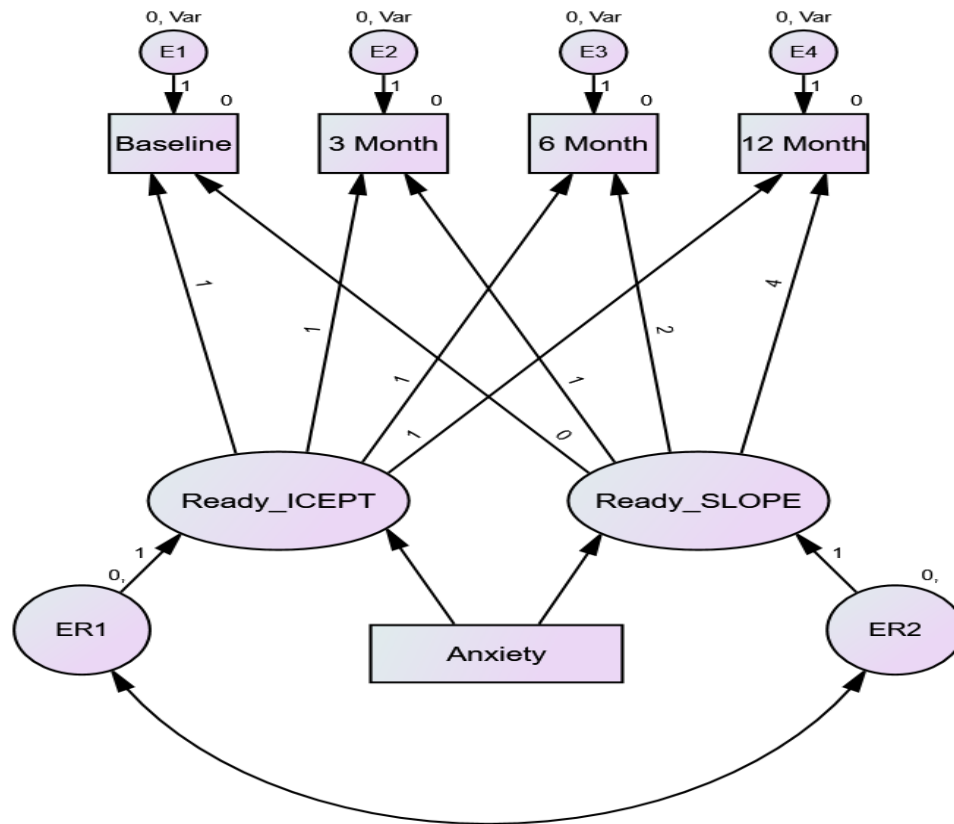 0, Var
0, Var
0, Var
0, Var
E1
E2
E3
E4
1
0
1
0
1
0
1
0
Baseline
3 Month
6 Month
12 Month
1
1
1
1
0
1
2
4
Ready_ICEPT
Ready_SLOPE
1
0,
1
0,
ER1
Anxiety
ER2